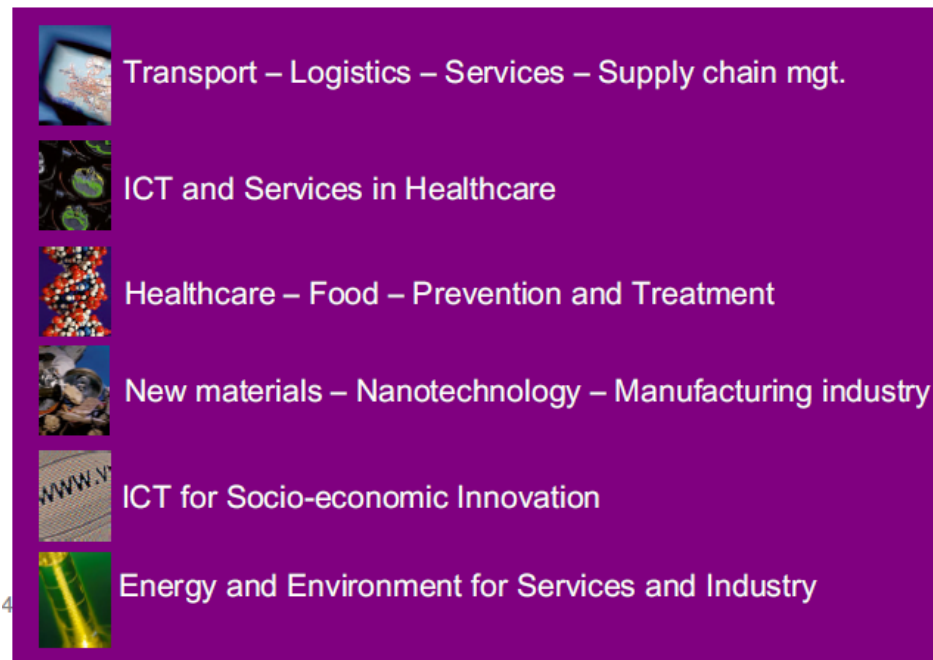 Transport – Logistics – Services – Supply chain mgt.
ICT and Services in Healthcare
Healthcare – Food – Prevention and Treatment
New materials – Nanotechnology – Manufacturing industry
www.v
ICT for Socio-economic Innovation
Energy and Environment for Services and Industry
4